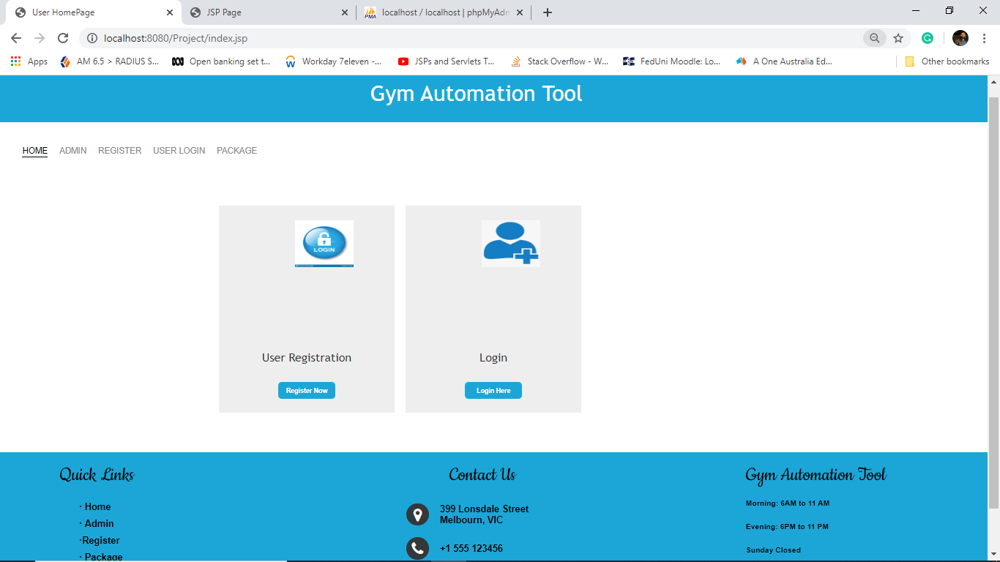 User HomePage
JSP Page
localhost / localhost | phpMyAdm
localhost:8080/Project/index.jsp
Apps
AM 6.5 > RADIUS S...
Open banking set t...
Workday 7eleven -...
JSPs and Servlets T...
Stack Overflow - W...
FedUni Moodle: Lo...
A One Australia Ed...
Other bookmarks
Gym Automation Tool
HOME ADMIN REGISTER USER LOGIN PACKAGE
LOGIN
User Registration
Register Now
Login
Login Here
Quick Links
· Home
· Admin
·Register
· Package
Contact Us
399 Lonsdale Street
Melbourn, VIC
+1 555 123456
Gym Automation Tool
Morning: 6AM to 11 AM
Evening: 6PM to 11 PM
Sunday Closed